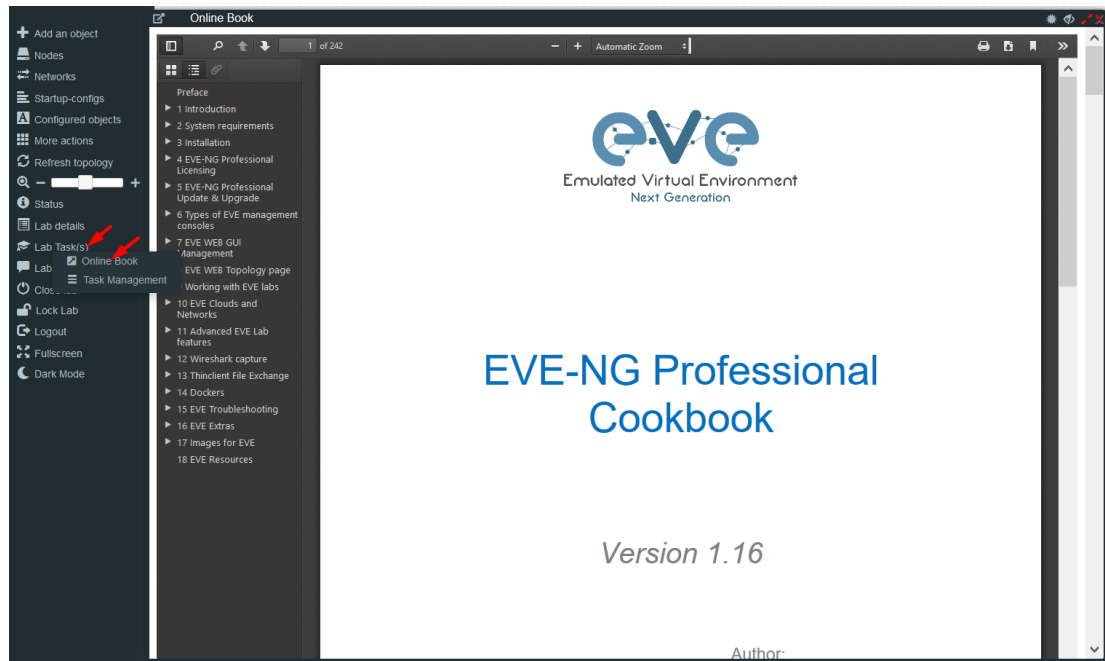 Online Book
Add an object
Nodes
Networks
Startup-configs
Configured objects
More actions
Refresh topology
Status
Lab details
Lab Task(s)
Online Book
Lab
Task Management
Lock Lab
Logout
Fullscreen
Dark Mode
1 of 242
Automatic Zoom
Preface
1 Introduction
2 System requirements
3 Installation
4 EVE-NG Professional
Licensing
5 EVE-NG Professional
Update & Upgrade
6 Types of EVE management
consoles
7 EVE WEB GUI
Management
EVE WEB Topology page
Working with EVE labs
10 EVE Clouds and
Networks
11 Advanced EVE Lab
features
12 Wireshark capture
13 Thinclient File Exchange
14 Dockers
15 EVE Troubleshooting
16 EVE Extras
17 Images for EVE
18 EVE Resources
eve
Emulated Virtual Environment
Next Generation
EVE-NG Professional
Cookbook
Version 1.16
Author: